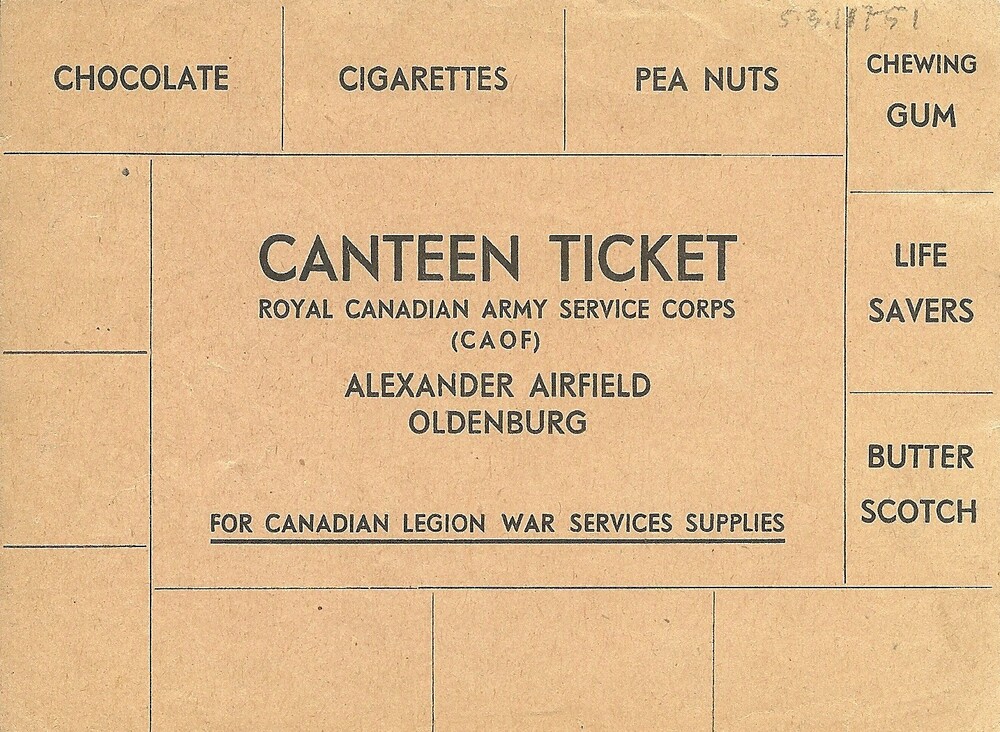 CHOCOLATE
CIGARETTES
PEA NUTS
CHEWING
GUM
LIFE
SAVERS
BUTTER
SCOTCH
CANTEEN TICKET
ROYAL CANADIAN ARMY SERVICE CORPS
(CAOF)
ALEXANDER AIRFIELD
OLDENBURG
FOR CANADIAN LEGION WAR SERVICES SUPPLIES